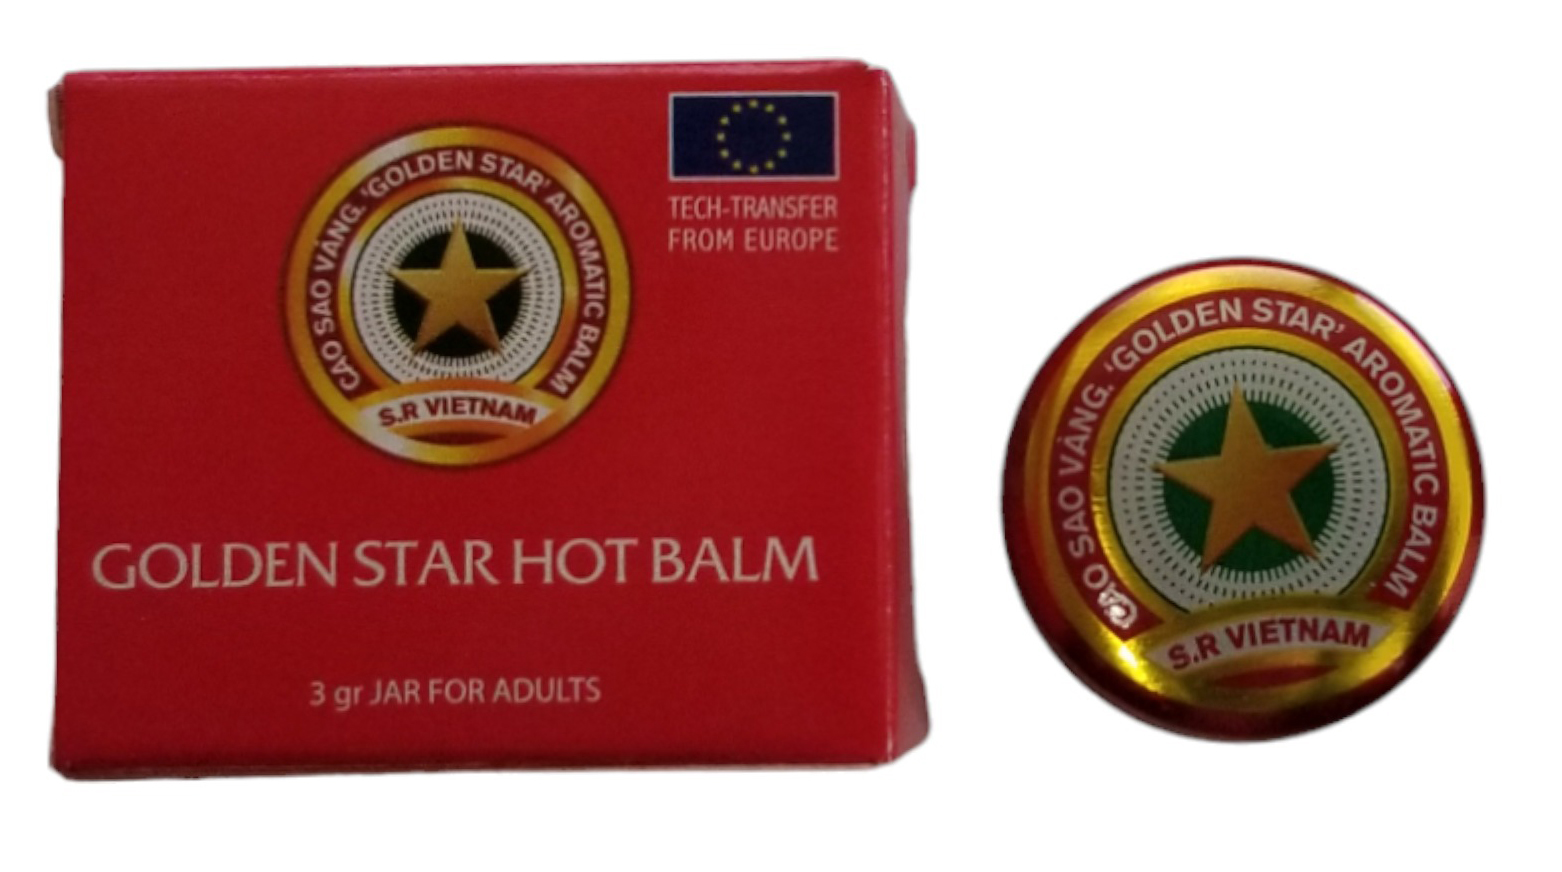 CAO SAO VÀNG. 'GOLDEN STAR' AROMATIC BALM
S.R VIETNAM
TECH-TRANSFER
FROM EUROPE
GOLDEN STAR HOT BALM
3 gr JAR FOR ADULTS
CAO SAO VÀNG. 'GOLDEN STAR' AROMATIC BALM
S.R VIETNAM